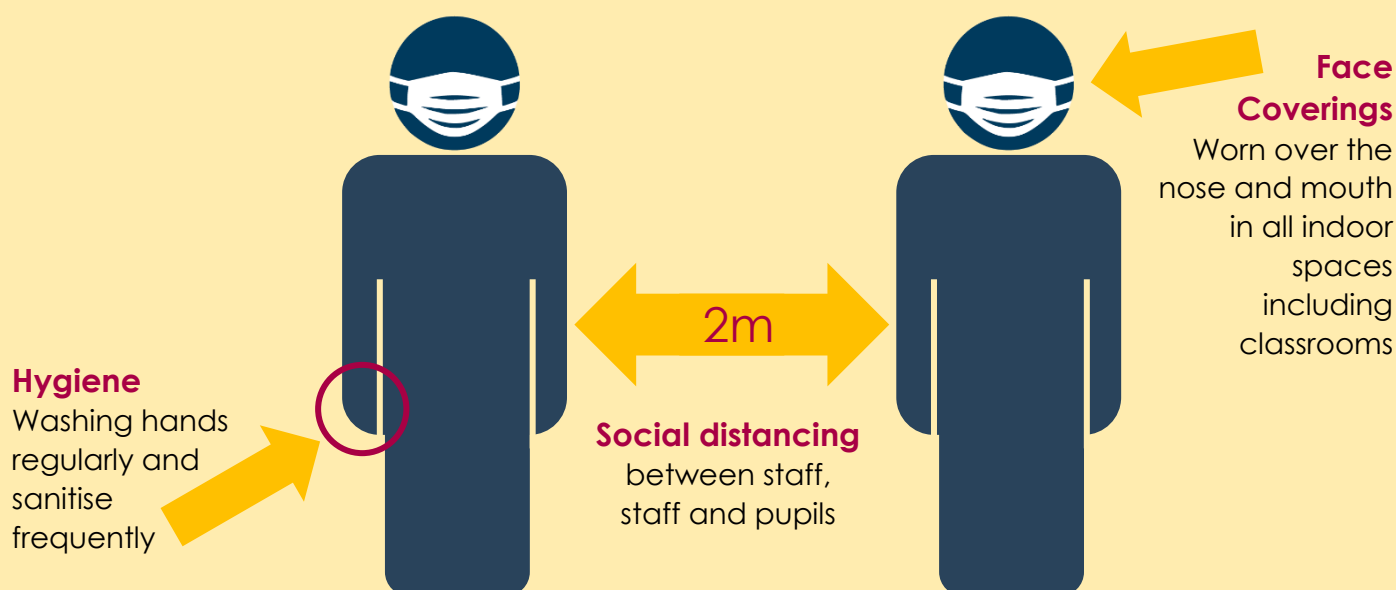 Face
Coverings
Worn over the
nose and mouth
in all indoor
spaces
including
classrooms
2m
Hygiene
Washing hands
regularly and
sanitise
frequently
Social distancing
between staff,
staff and pupils